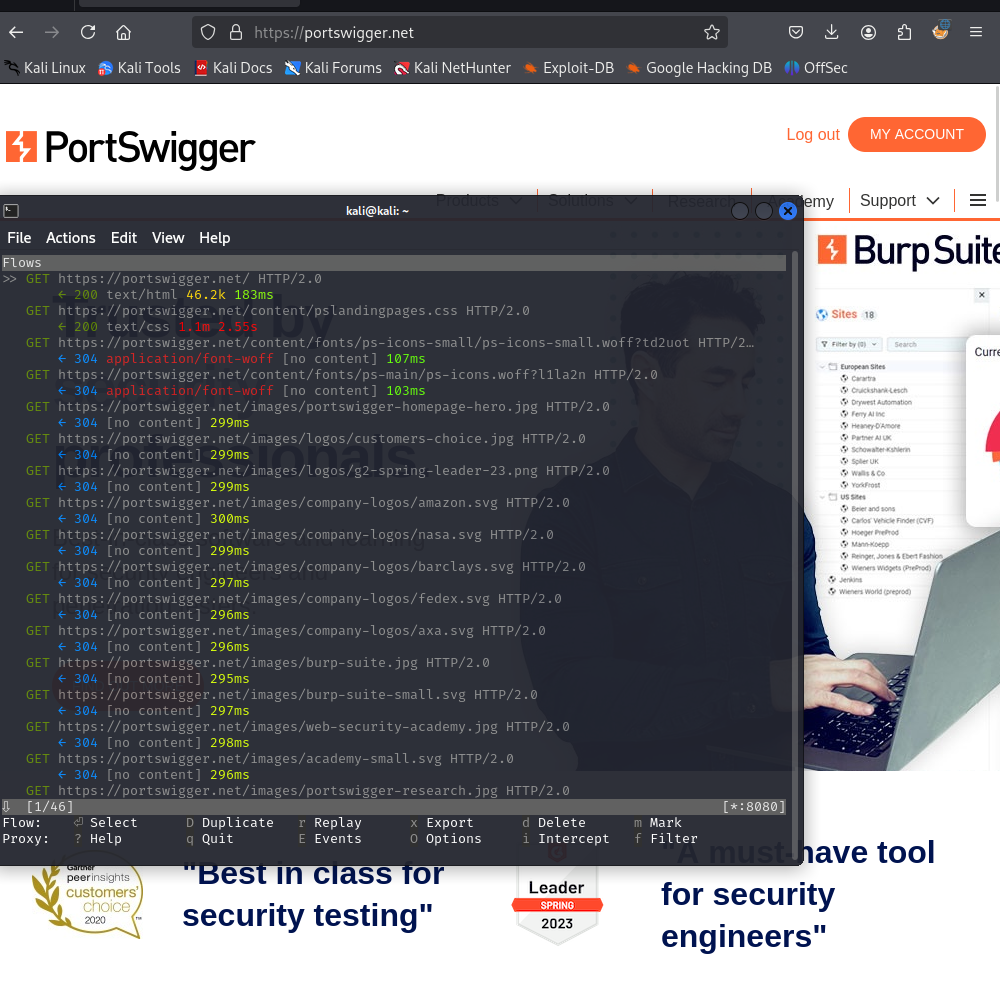 https://portswigger.net
Kali Linux Kali Tools Kali Docs Kali Forums Kali NetHunter Exploit-DB Google Hacking DB OffSec
PortSwigger
Log out MY ACCOUNT
Products Solutions Research Academy Support
kali@kali: ~
File Actions Edit View Help
Flows
>> GET https://portswigger.net/ HTTP/2.0
← 200 text/html 46.2k 183ms
GET https://portswigger.net/content/pslandingpages.css HTTP/2.0
← 200 text/css 1.1m 2.55s
GET https://portswigger.net/content/fonts/ps-icons-small/ps-icons-small.woff?td2uot HTTP/2…
← 304 application/font-woff [no content] 107ms
GET https://portswigger.net/content/fonts/ps-main/ps-icons.woff?l1la2n HTTP/2.0
← 304 application/font-woff [no content] 103ms
GET https://portswigger.net/images/portswigger-homepage-hero.jpg HTTP/2.0
← 304 [no content] 299ms
GET https://portswigger.net/images/logos/customers-choice.jpg HTTP/2.0
← 304 [no content] 299ms
GET https://portswigger.net/images/logos/g2-spring-leader-23.png HTTP/2.0
← 304 [no content] 299ms
GET https://portswigger.net/images/company-logos/amazon.svg HTTP/2.0
← 304 [no content] 300ms
GET https://portswigger.net/images/company-logos/nasa.svg HTTP/2.0
← 304 [no content] 299ms
GET https://portswigger.net/images/company-logos/barclays.svg HTTP/2.0
← 304 [no content] 297ms
GET https://portswigger.net/images/company-logos/fedex.svg HTTP/2.0
← 304 [no content] 296ms
GET https://portswigger.net/images/company-logos/axa.svg HTTP/2.0
← 304 [no content] 296ms
GET https://portswigger.net/images/burp-suite.jpg HTTP/2.0
← 304 [no content] 295ms
GET https://portswigger.net/images/burp-suite-small.svg HTTP/2.0
← 304 [no content] 297ms
GET https://portswigger.net/images/web-security-academy.jpg HTTP/2.0
← 304 [no content] 298ms
GET https://portswigger.net/images/academy-small.svg HTTP/2.0
← 304 [no content] 296ms
GET https://portswigger.net/images/portswigger-research.jpg HTTP/2.0
⇩ [1/46] [*:8080]
Flow: ⏎ Select D Duplicate r Replay x Export d Delete m Mark
Proxy: ? Help q Quit E Events O Options i Intercept f Filter
Burp Suite
Sites 18
Filter by (0) Search
European Sites
Carartra
Cruickshank-Lesch
Drywest Automation
Ferry AI Inc
Heaney-D'Amore
Partner AI UK
Schowalter-Kshlerin
Spiler UK
Wallis & Co
YorkFrost
US Sites
Beier and sons
Carlos' Vehicle Finder (CVF)
Hoeger PreProd
Mann-Koepp
Reinger, Jones & Ebert Fashion
Wieners Widgets (PreProd)
Jenkins
Wieners World (preprod)
Curre
Gartner
peerinsights
customers'
choice
2020
"Best in class for
security testing"
Leader
SPRING
2023
"A must-have tool
for security
engineers"